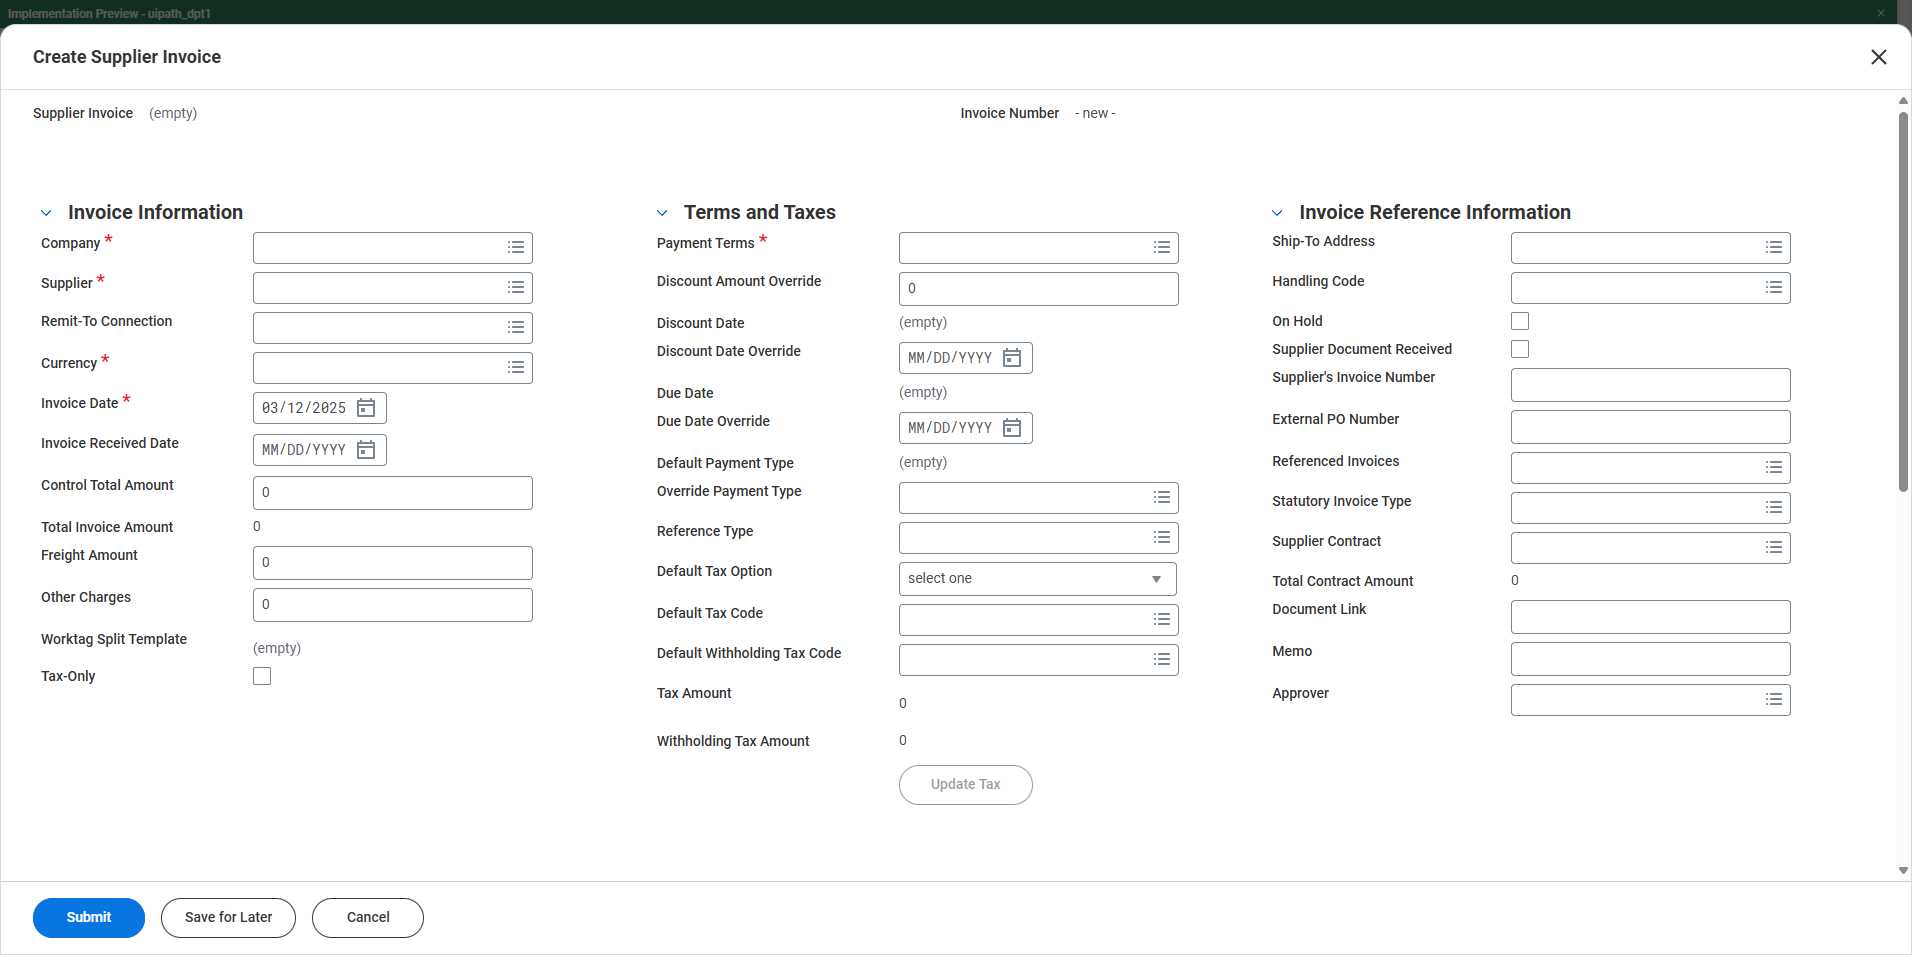 Implementation Preview - uipath_dpt1
Create Supplier Invoice
Supplier Invoice (empty)
Invoice Number - new -
Invoice Information
Company *
Supplier *
Remit-To Connection
Currency *
Invoice Date * 03/12/2025
Invoice Received Date MM/DD/YYYY
Control Total Amount 0
Total Invoice Amount 0
Freight Amount 0
Other Charges 0
Worktag Split Template (empty)
Tax-Only
Terms and Taxes
Payment Terms *
Discount Amount Override 0
Discount Date (empty)
Discount Date Override MM/DD/YYYY
Due Date (empty)
Due Date Override MM/DD/YYYY
Default Payment Type (empty)
Override Payment Type
Reference Type
Default Tax Option select one
Default Tax Code
Default Withholding Tax Code
Tax Amount 0
Withholding Tax Amount 0
Update Tax
Invoice Reference Information
Ship-To Address
Handling Code
On Hold
Supplier Document Received
Supplier's Invoice Number
External PO Number
Referenced Invoices
Statutory Invoice Type
Supplier Contract
Total Contract Amount 0
Document Link
Memo
Approver
Submit
Save for Later
Cancel